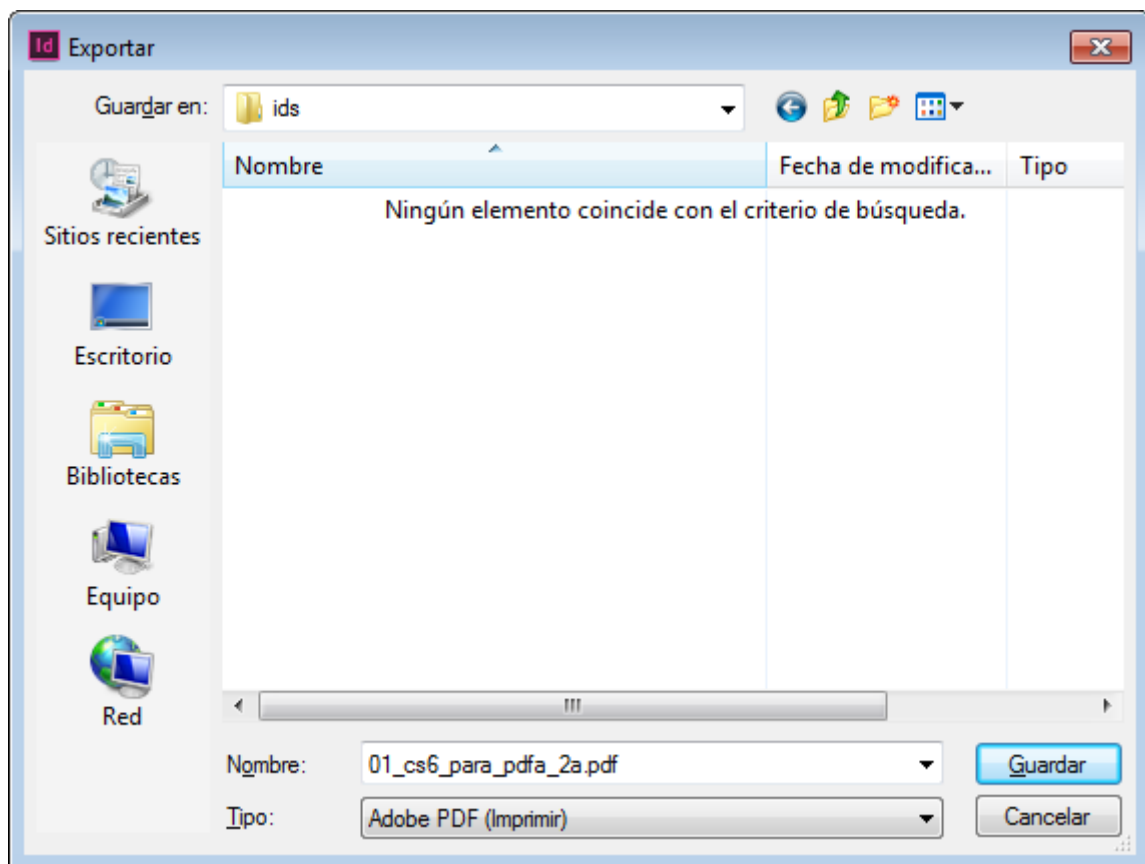 Id Exportar
Guardar en: ids
Nombre Fecha de modifica... Tipo
Ningún elemento coincide con el criterio de búsqueda.
Sitios recientes
Escritorio
Bibliotecas
Equipo
Red
Nombre: 01_cs6_para_pdfa_2a.pdf Guardar
Tipo: Adobe PDF (Imprimir) Cancelar